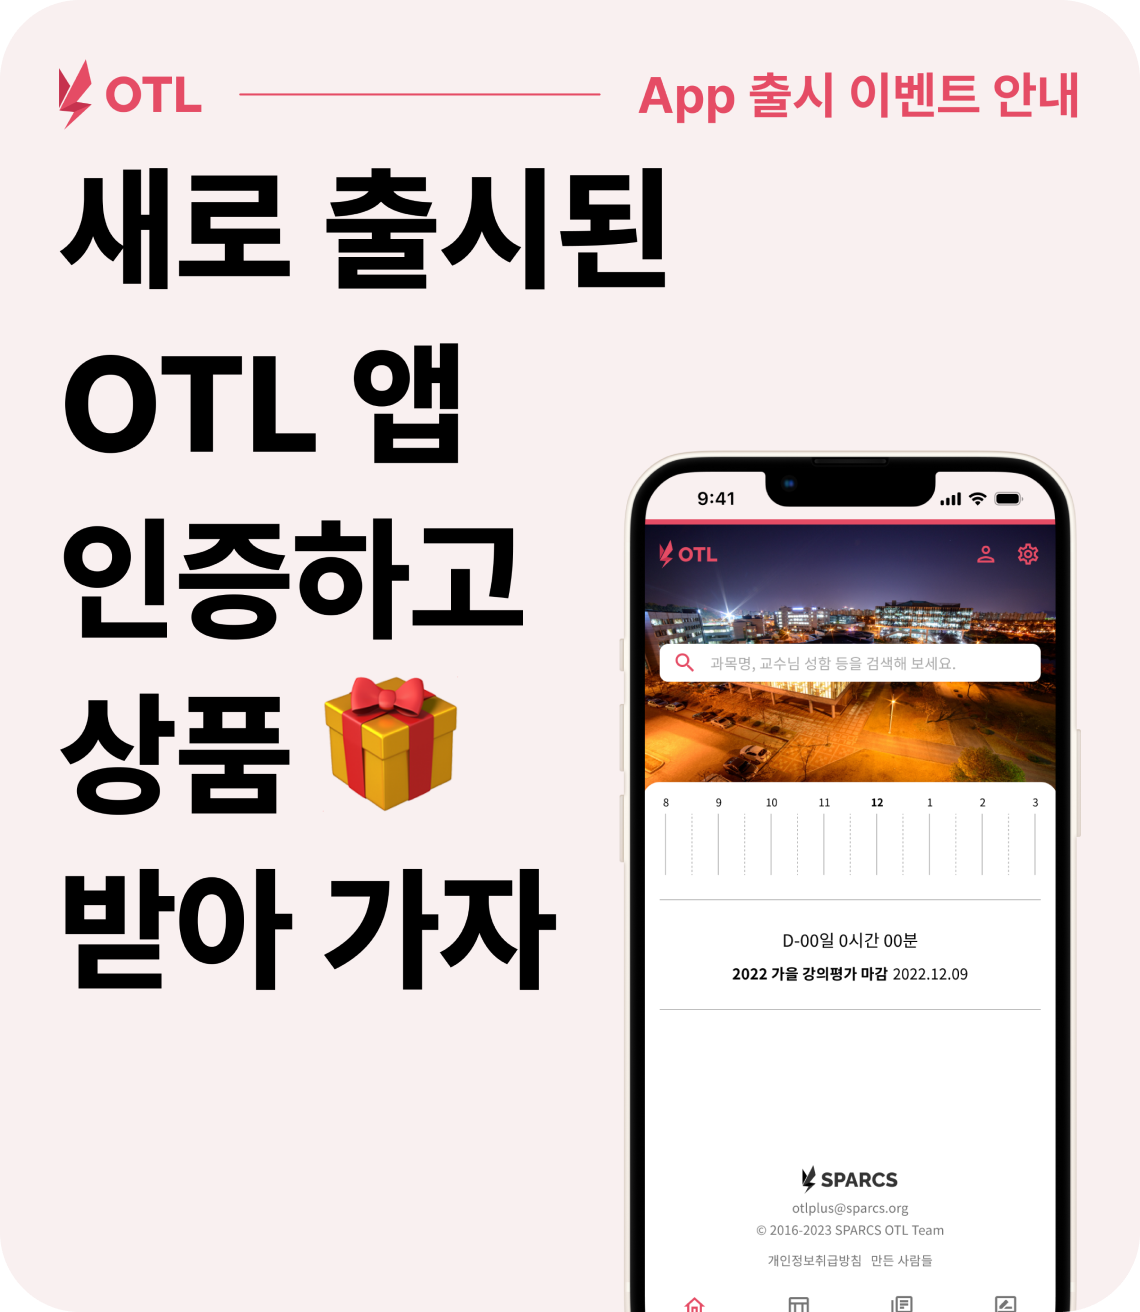 OTL
App 출시 이벤트 안내
새로 출시된
OTL 앱
인증하고
상품
받아 가자
9:41
OTL
과목명, 교수님 성함 등을 검색해 보세요.
8 9 10 11 12 1 2 3
D-00일 0시간 00분
2022 가을 강의평가 마감 2022.12.09
SPARCS
otlplus@sparcs.org
© 2016-2023 SPARCS OTL Team
개인정보취급방침 만든 사람들